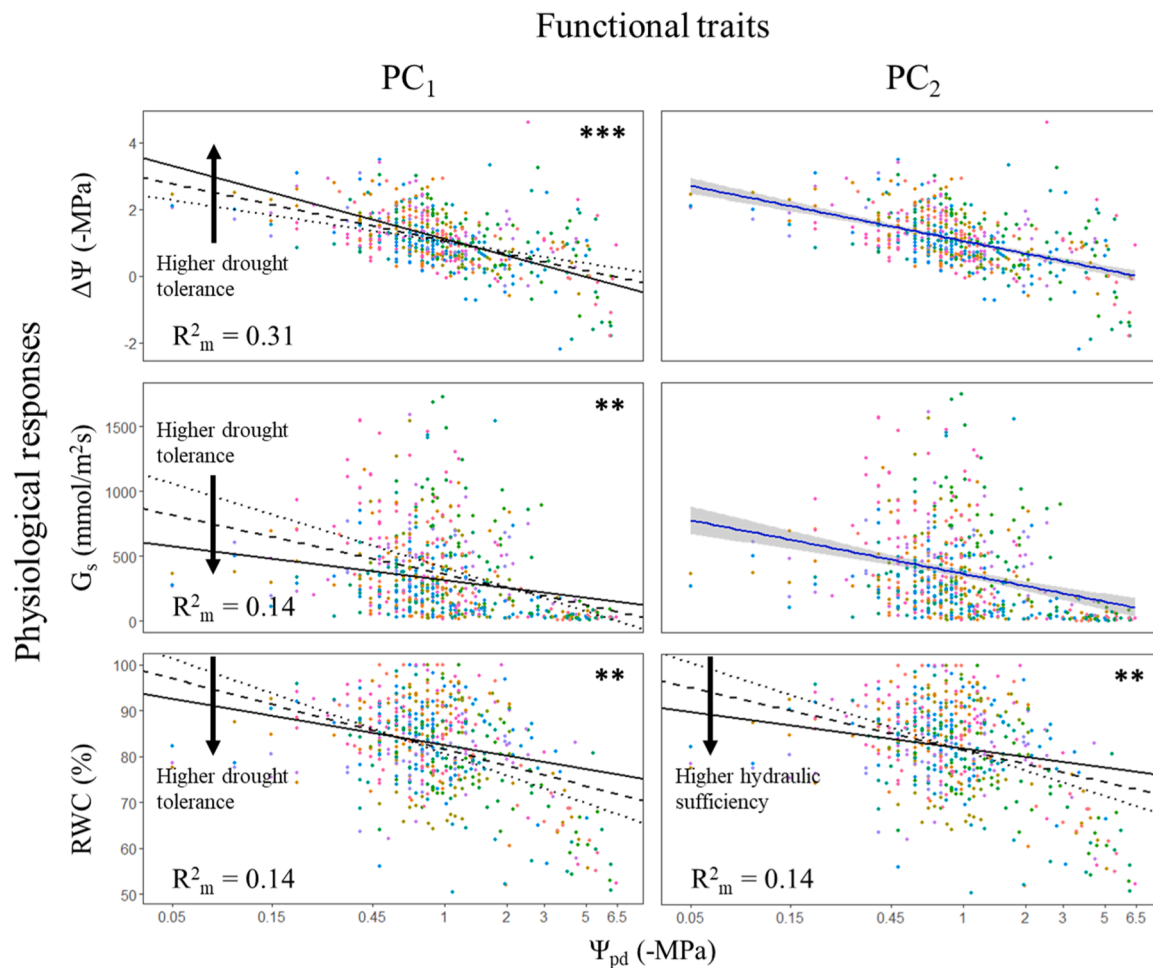 Functional traits
PC₁
PC₂
Physiological responses
ΔΨ (-MPa)
4
2
0
-2
***
Higher drought
tolerance
R²ₘ = 0.31
Gₛ (mmol/m²s)
1500
1000
500
0
**
Higher drought
tolerance
R²ₘ = 0.14
RWC (%)
100
90
80
70
60
50
**
Higher drought
tolerance
R²ₘ = 0.14
**
Higher hydraulic
sufficiency
R²ₘ = 0.14
0.05 0.15 0.45 1 2 3 5 6.5
0.05 0.15 0.45 1 2 3 5 6.5
Ψpd (-MPa)